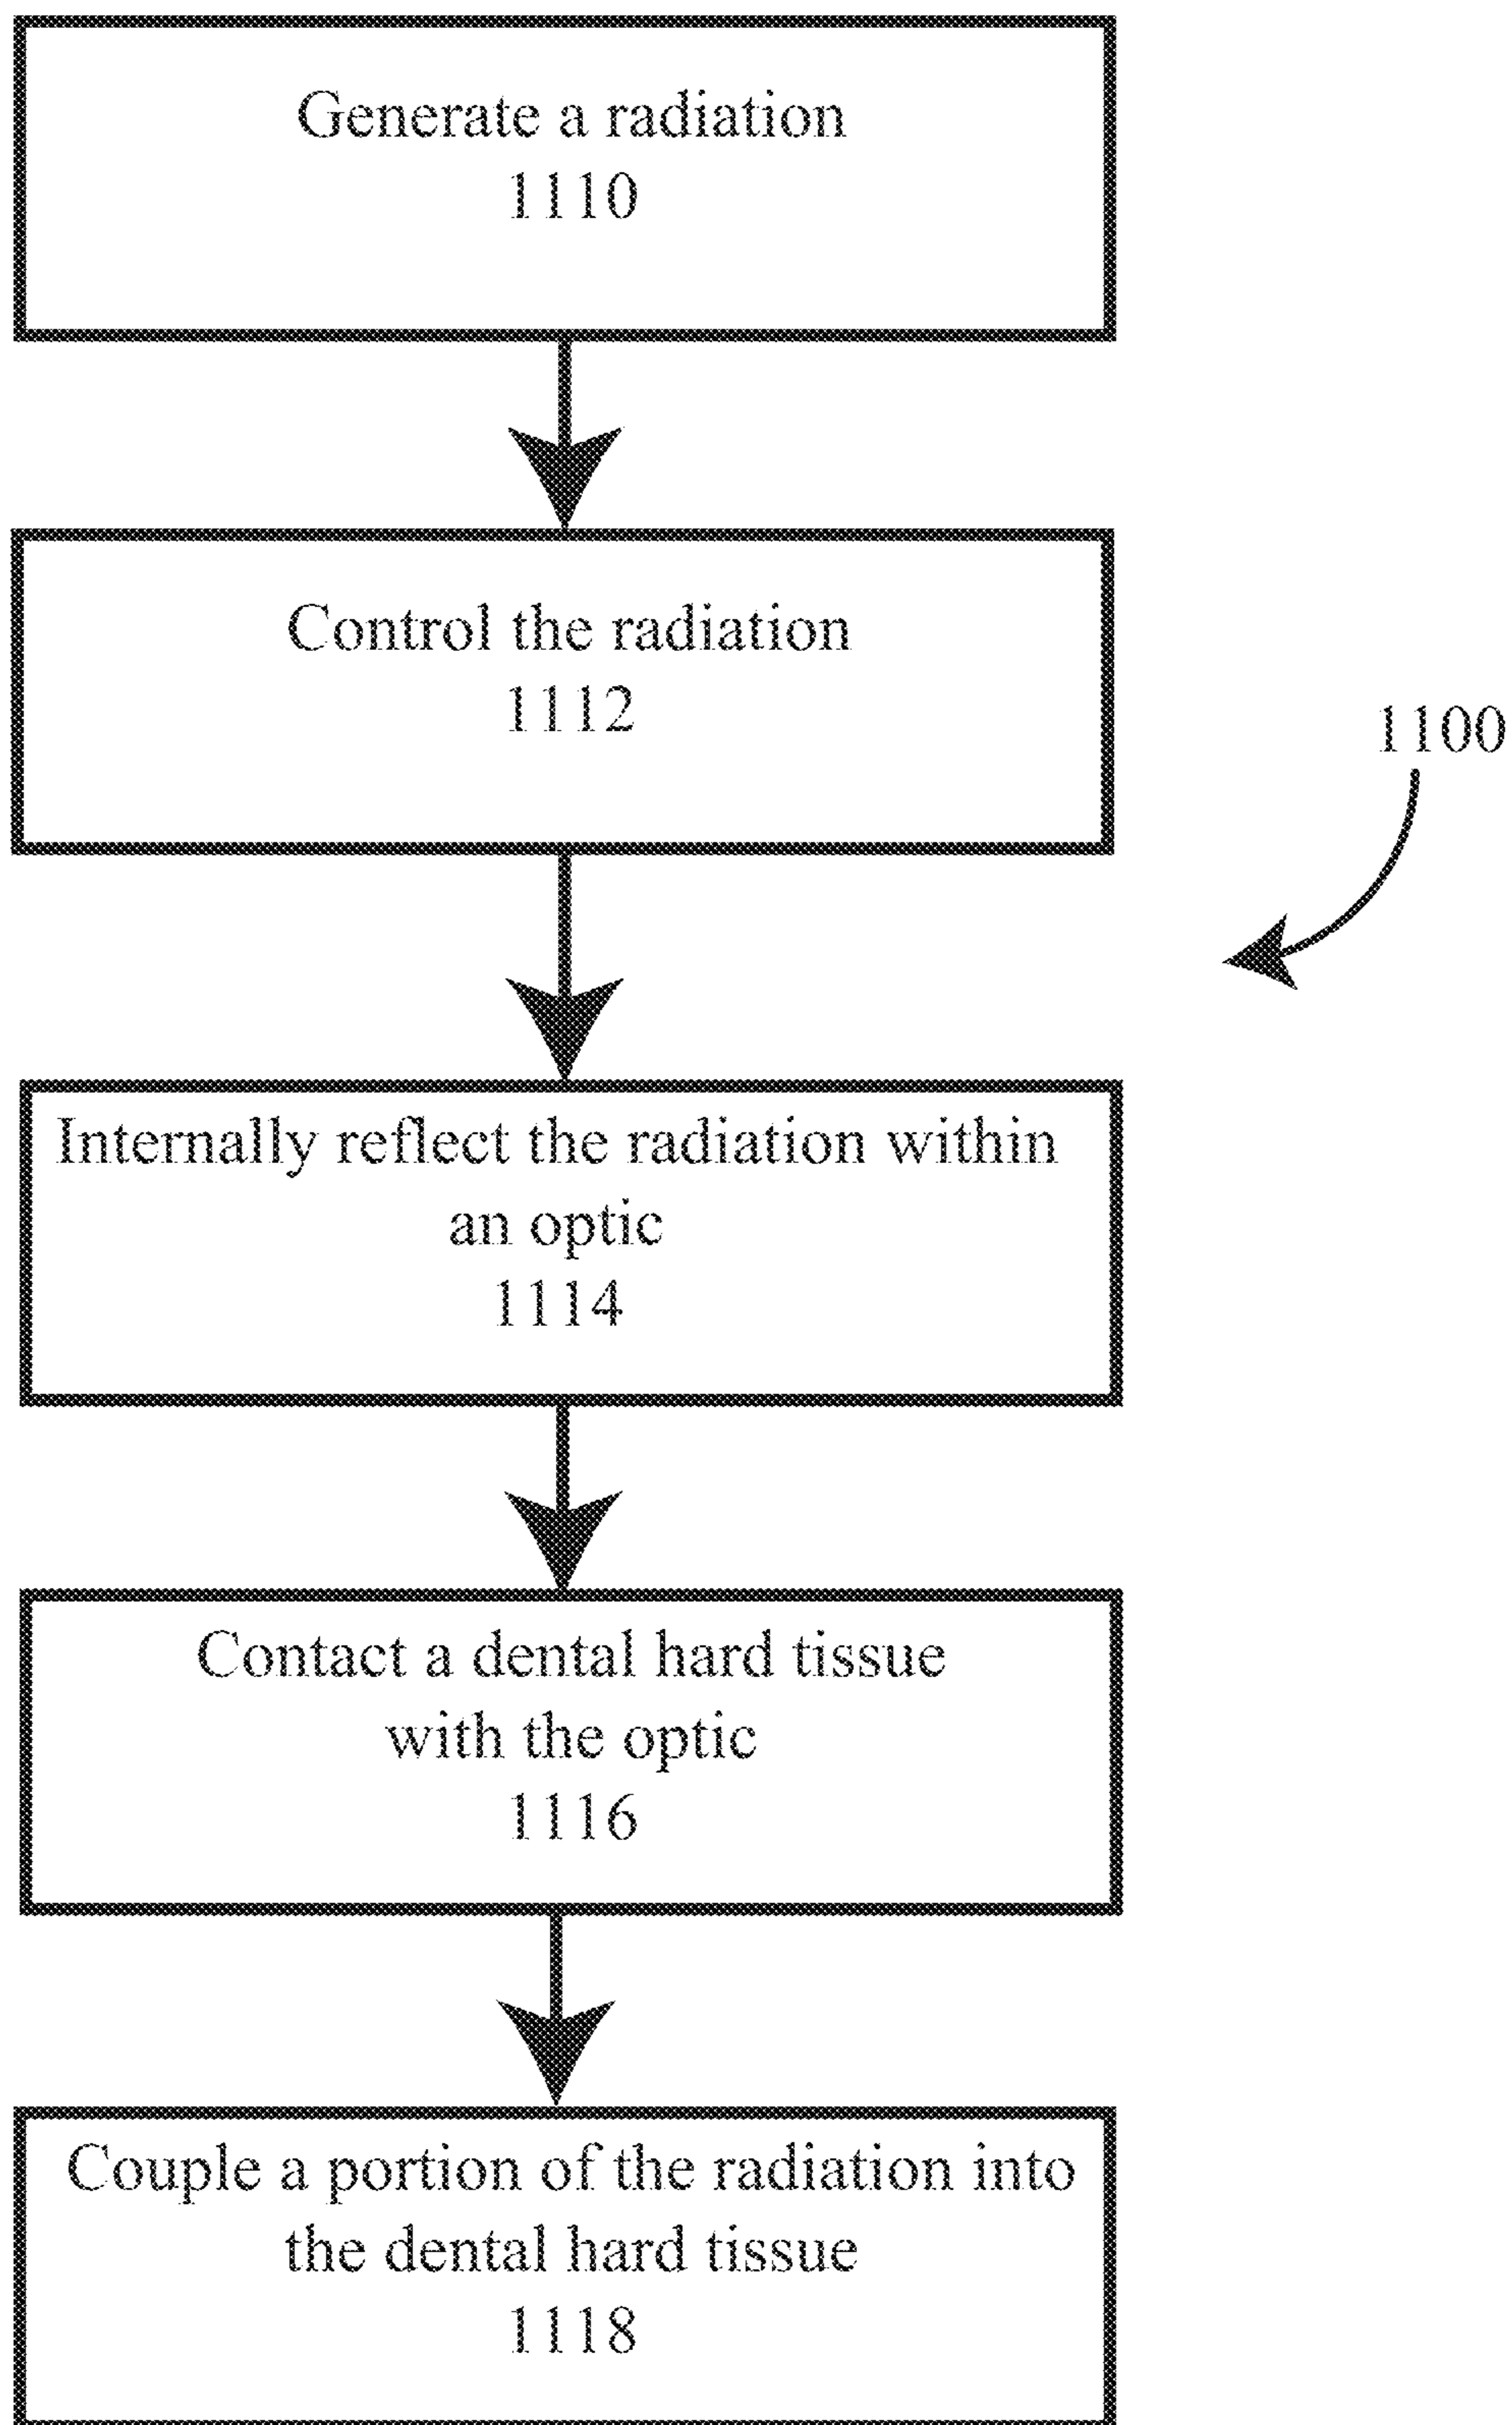 Generate a radiation
1110
Control the radiation
1112
1100
Internally reflect the radiation within
an optic
1114
Contact a dental hard tissue
with the optic
1116
Couple a portion of the radiation into
the dental hard tissue
1118